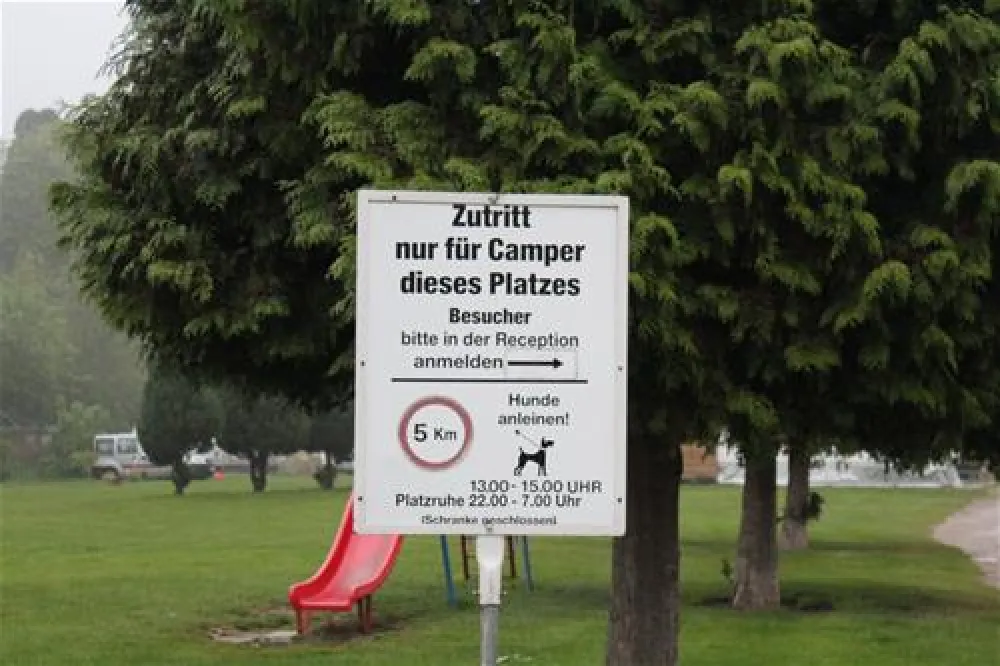 Zutritt
nur für Camper
dieses Platzes
Besucher
bitte in der Reception
anmelden
5 Km
Hunde
anleinen!
13.00 - 15.00 UHR
Platzruhe 22.00 - 7.00 Uhr
(Schranke geschlossen)